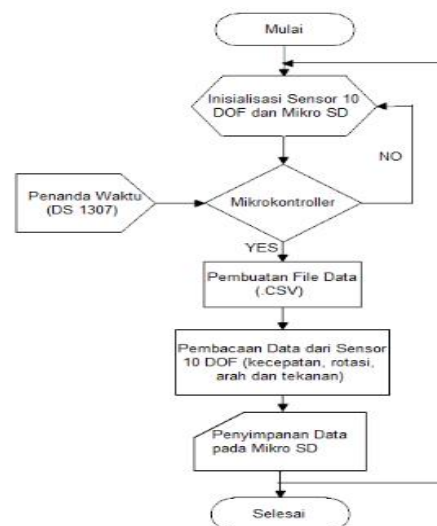 Mulai
Inisialisasi Sensor 10
DOF dan Mikro SD
NO
Penanda Waktu
(DS 1307)
Mikrokontroller
YES
Pembuatan File Data
(.CSV)
Pembacaan Data dari Sensor
10 DOF (kecepatan, rotasi,
arah dan tekanan)
Penyimpanan Data
pada Mikro SD
Selesai